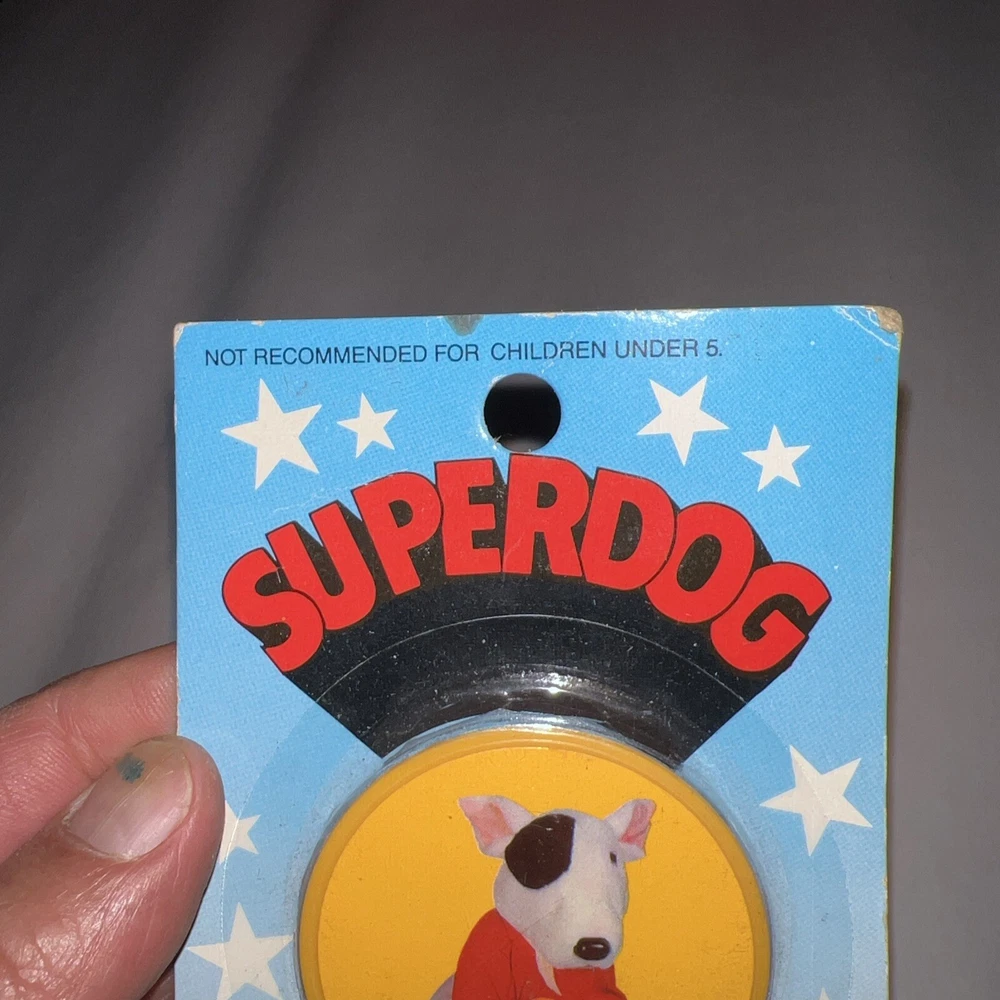 NOT RECOMMENDED FOR CHILDREN UNDER 5.
SUPERDOG